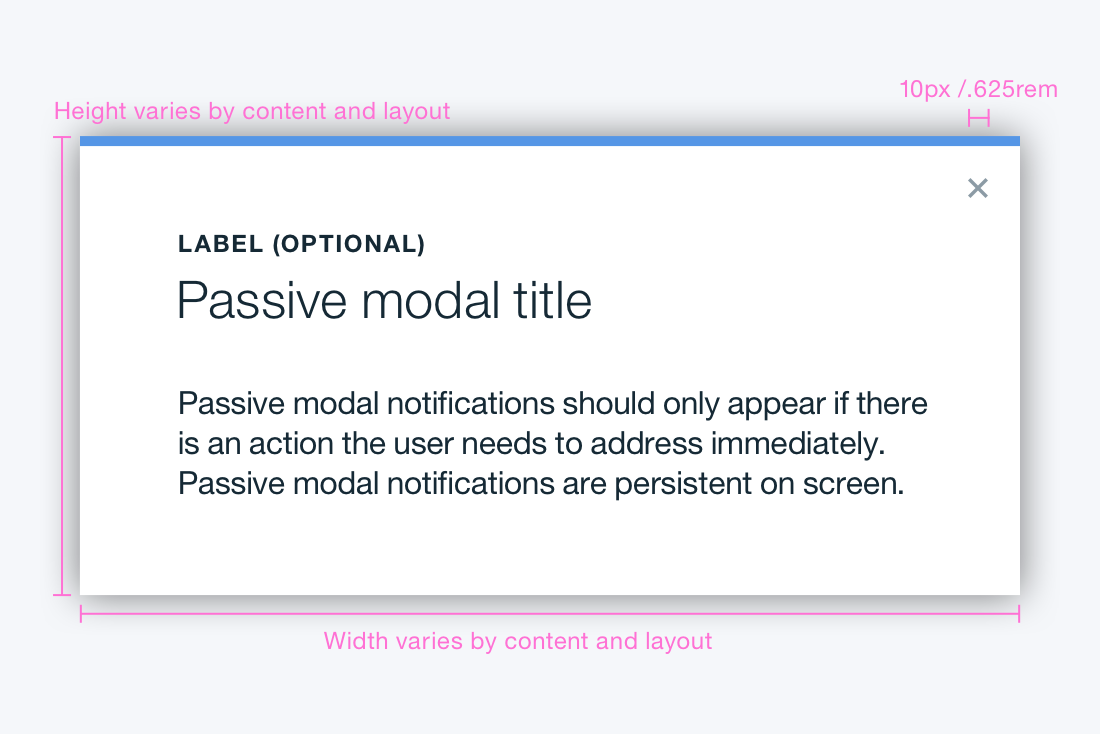 10px /.625rem
Height varies by content and layout
LABEL (OPTIONAL)
Passive modal title
Passive modal notifications should only appear if there
is an action the user needs to address immediately.
Passive modal notifications are persistent on screen.
Width varies by content and layout